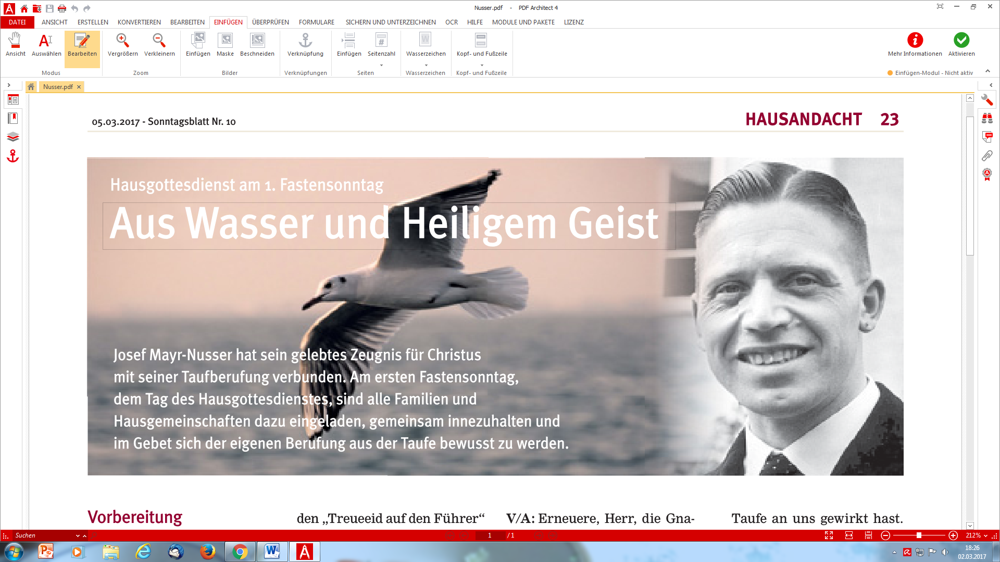 Nusser.pdf - PDF Architect 4
DATEI ANSICHT ERSTELLEN KONVERTIEREN BEARBEITEN EINFÜGEN ÜBERPRÜFEN FORMULARE SICHERN UND UNTERZEICHNEN OCR HILFE MODULE UND PAKETE LIZENZ
Ansicht Auswählen Bearbeiten Vergrößern Verkleinern Einfügen Maske Beschneiden Verknüpfung Einfügen Seitenzahl Wasserzeichen Kopf- und Fußzeile Mehr Informationen Aktivieren
Modus Zoom Bilder Verknüpfungen Seiten Wasserzeichen Kopf- und Fußzeile Einfügen-Modul - Nicht aktiv
Nusser.pdf
05.03.2017 - Sonntagsblatt Nr. 10 HAUSANDACHT 23
Hausgottesdienst am 1. Fastensonntag
Aus Wasser und Heiligem Geist
Josef Mayr-Nusser hat sein gelebtes Zeugnis für Christus
mit seiner Taufberufung verbunden. Am ersten Fastensonntag,
dem Tag des Hausgottesdienstes, sind alle Familien und
Hausgemeinschaften dazu eingeladen, gemeinsam innezuhalten und
im Gebet sich der eigenen Berufung aus der Taufe bewusst zu werden.
Vorbereitung
den „Treueeid auf den Führer“
V/A: Erneuere, Herr, die Gna-
Taufe an uns gewirkt hast.
Suchen 1 / 1 212%
18:26
02.03.2017